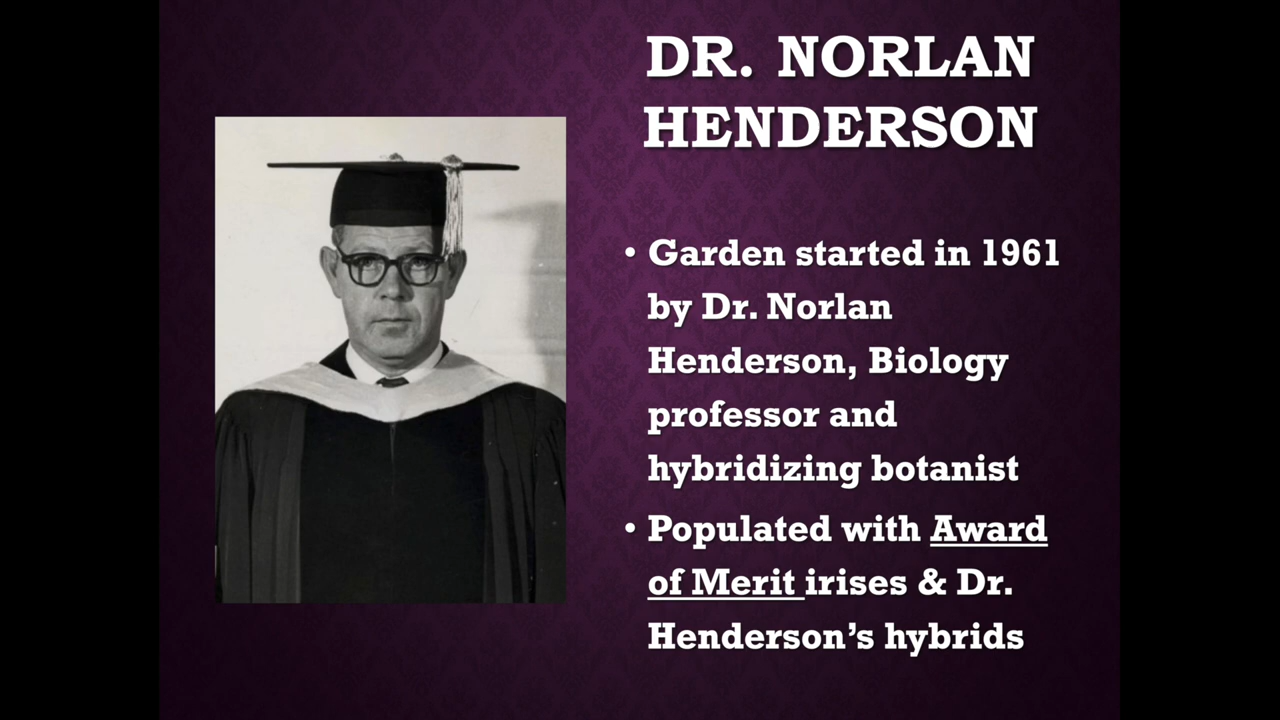 DR. NORLAN
HENDERSON
• Garden started in 1961
by Dr. Norlan
Henderson, Biology
professor and
hybridizing botanist
• Populated with Award
of Merit irises & Dr.
Henderson’s hybrids